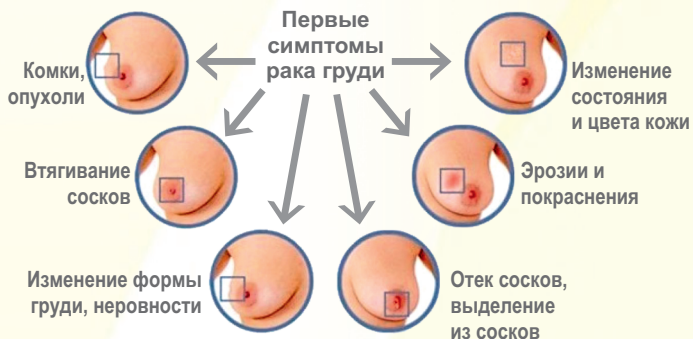 Первые
симптомы
рака груди
Комки,
опухоли
Изменение
состояния
и цвета кожи
Втягивание
сосков
Эрозии и
покраснения
Изменение формы
груди, неровности
Отек сосков,
выделение
из сосков